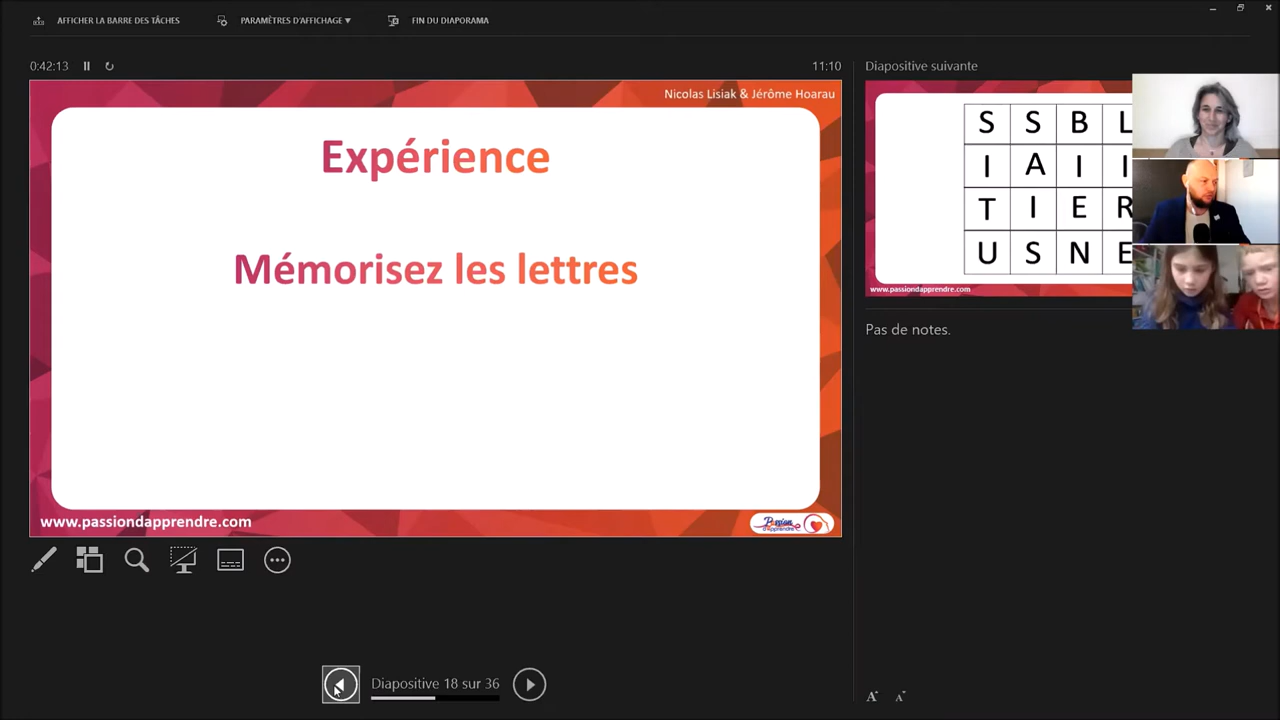 AFFICHER LA BARRE DES TÂCHES
PARAMÈTRES D'AFFICHAGE ▼
FIN DU DIAPORAMA
0:42:13
11:10
Nicolas Lisiak & Jérôme Hoarau
Expérience
Mémorisez les lettres
www.passiondapprendre.com
Passion
d'apprendre
Diapositive suivante
S S B L
I A I I
T I E R
U S N E
www.passiondapprendre.com
Pas de notes.
Diapositive 18 sur 36
A A